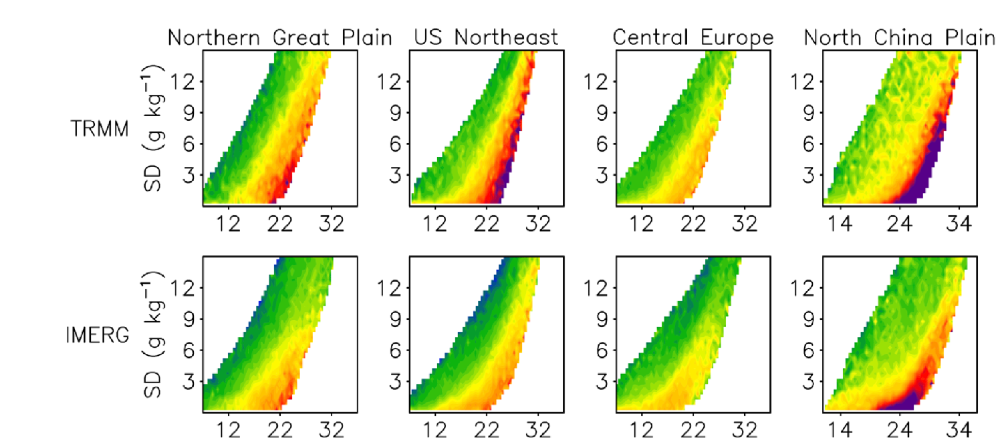 Northern Great Plain US Northeast Central Europe North China Plain
TRMM
SD (g kg⁻¹)
12 12 12 12
9 9 9 9
6 6 6 6
3 3 3 3
12 22 32 12 22 32 12 22 32 14 24 34
IMERG
SD (g kg⁻¹)
12 12 12 12
9 9 9 9
6 6 6 6
3 3 3 3
12 22 32 12 22 32 12 22 32 14 24 34